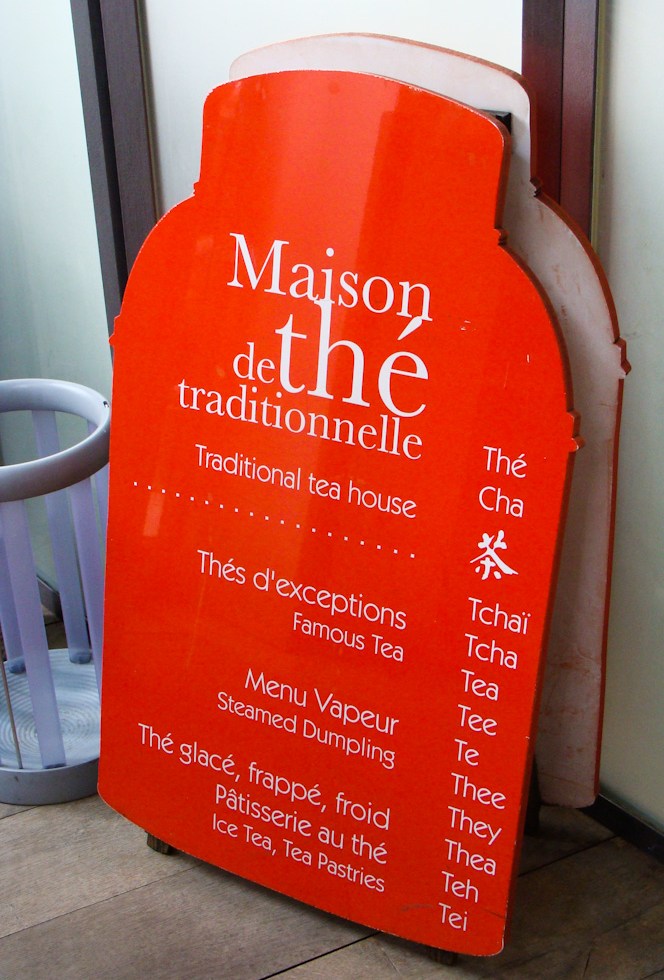 Maison
de thé
traditionnelle
Traditional tea house
Thés d'exceptions
Famous Tea
Menu Vapeur
Steamed Dumpling
Thé glacé, frappé, froid
Pâtisserie au thé
Ice Tea, Tea Pastries
Thé
Cha
茶
Tchaï
Tcha
Tea
Tee
Te
Thee
They
Thea
Teh
Tei